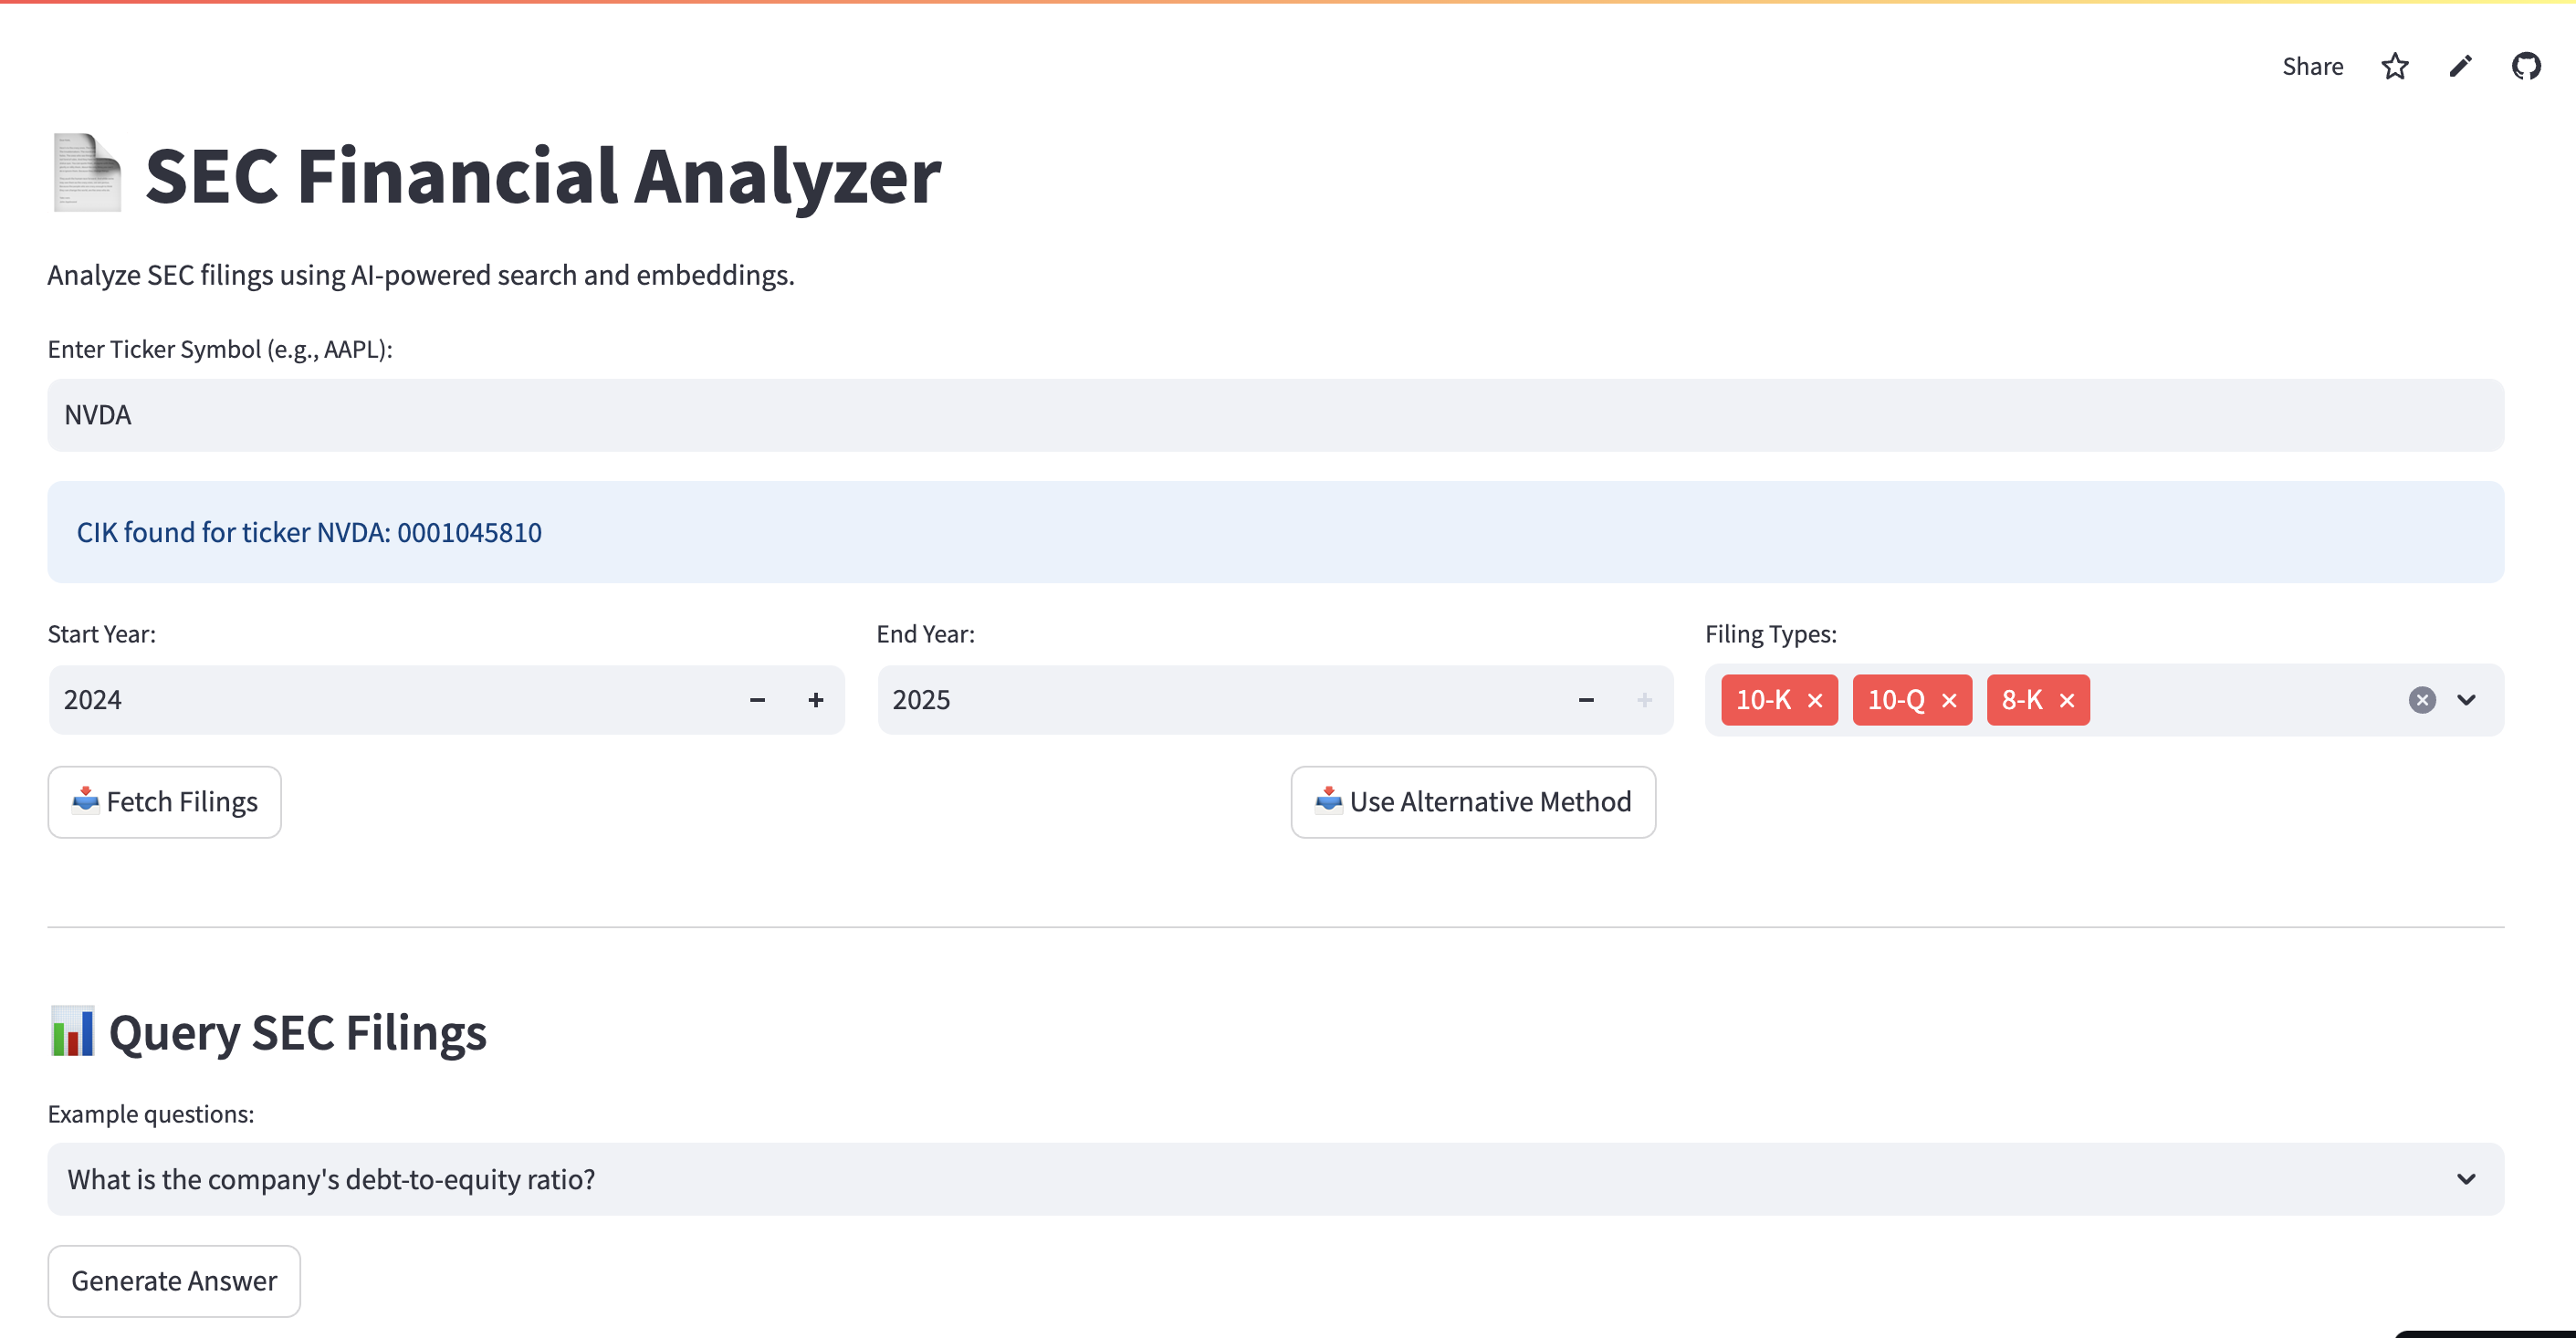 Share
SEC Financial Analyzer
Analyze SEC filings using AI-powered search and embeddings.
Enter Ticker Symbol (e.g., AAPL):
NVDA
CIK found for ticker NVDA: 0001045810
Start Year:
2024
End Year:
2025
Filing Types:
10-K 10-Q 8-K
Fetch Filings
Use Alternative Method
Query SEC Filings
Example questions:
What is the company's debt-to-equity ratio?
Generate Answer